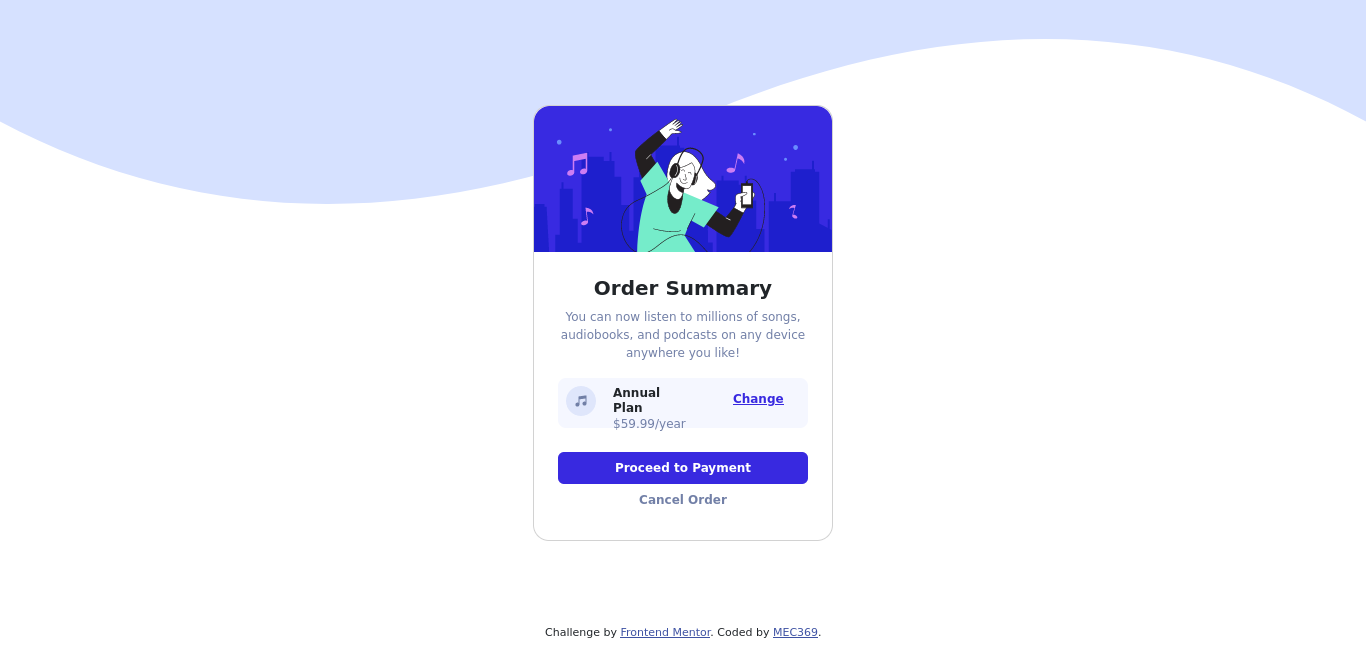 Order Summary
You can now listen to millions of songs,
audiobooks, and podcasts on any device
anywhere you like!
Annual
Plan
$59.99/year
Change
Proceed to Payment
Cancel Order
Challenge by Frontend Mentor. Coded by MEC369.